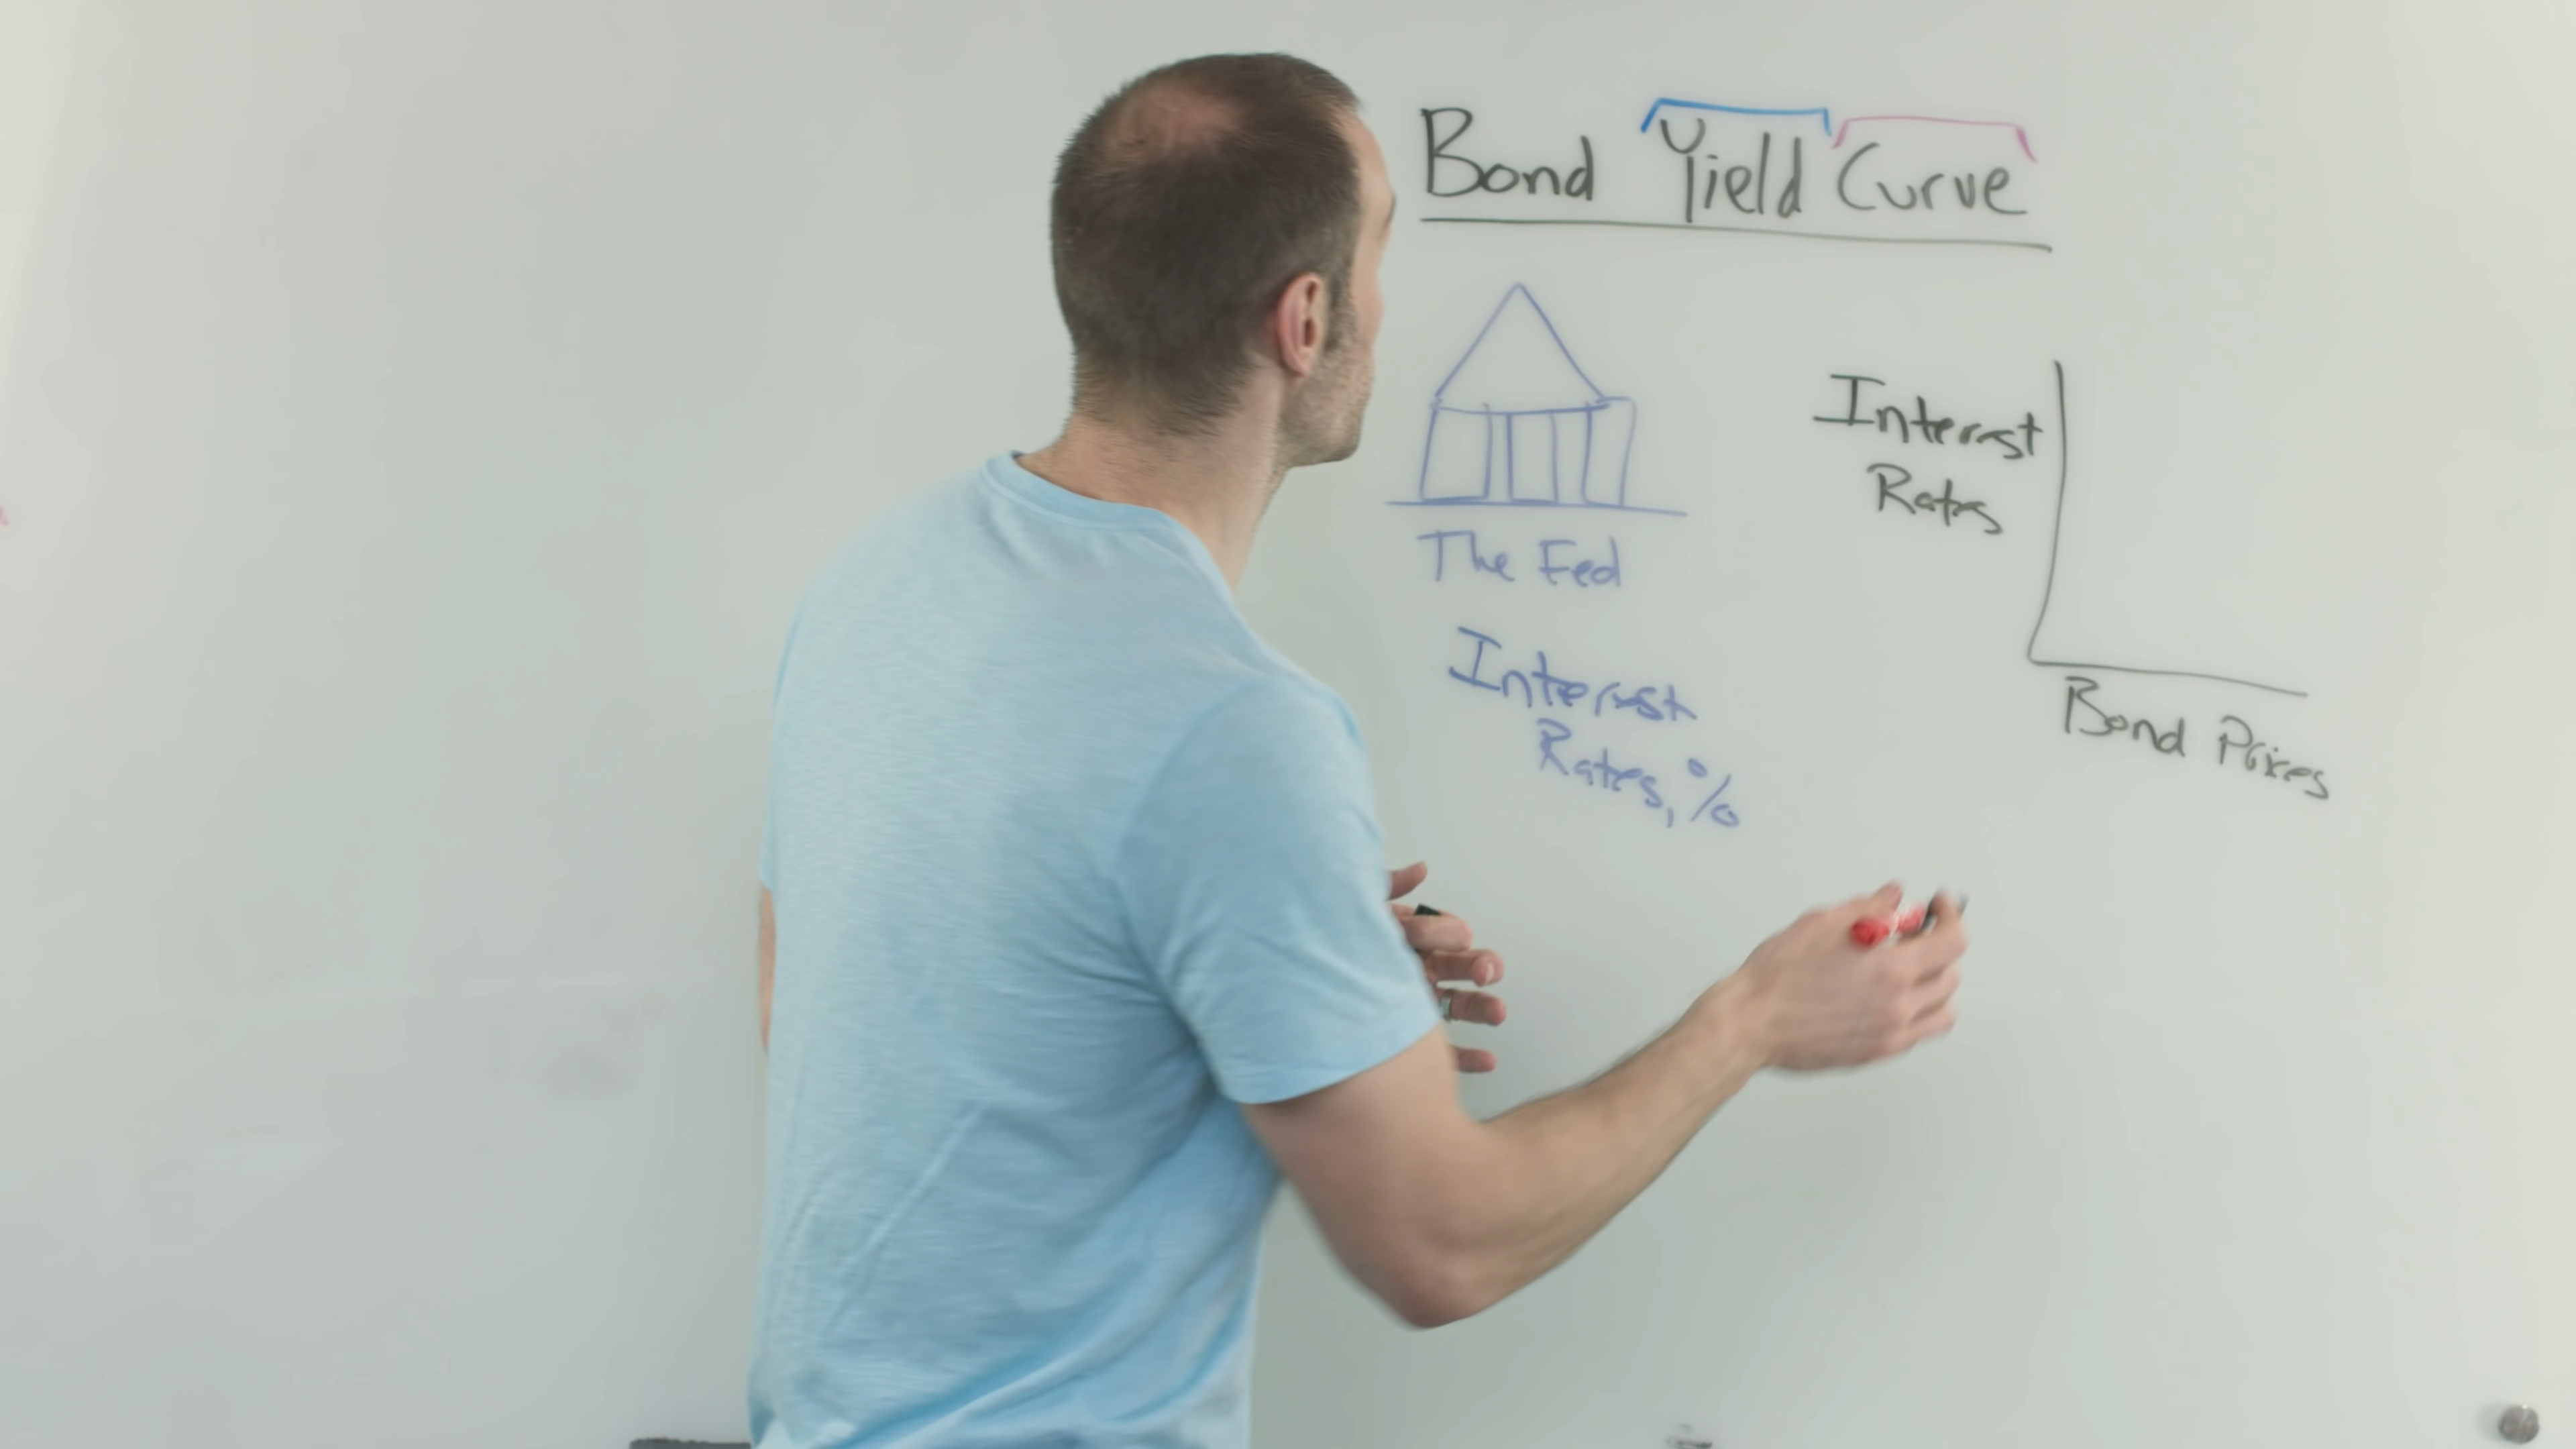 Bond Yield Curve
The Fed
Interest
Rates, %
Interest
Rates
Bond Prices